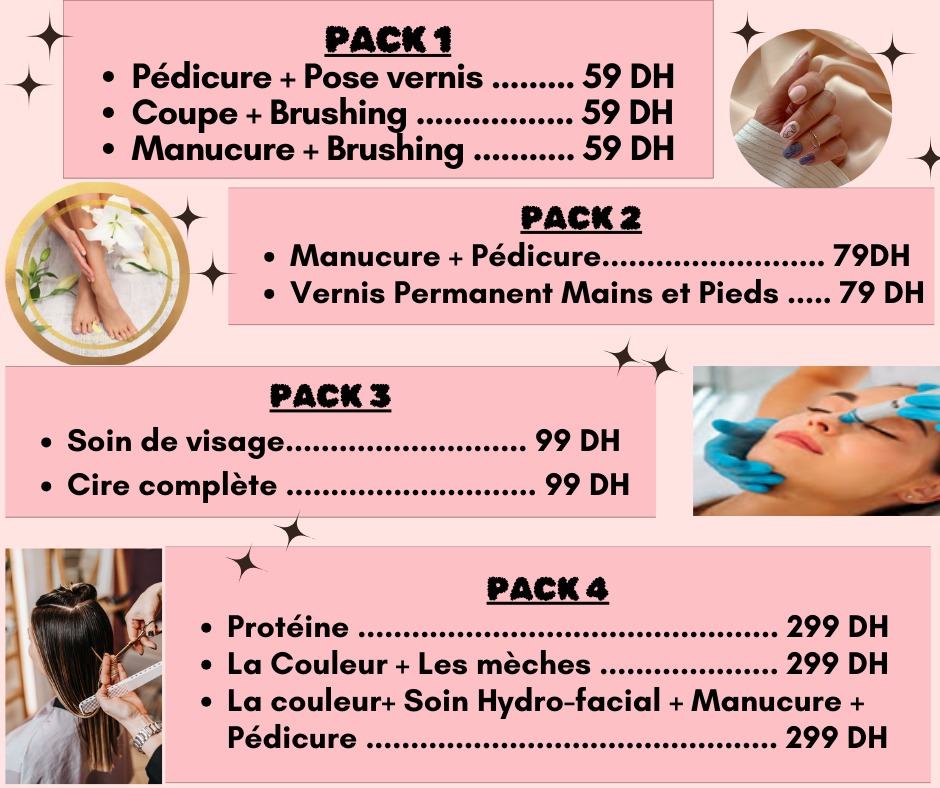 PACK 1
• Pédicure + Pose vernis ......... 59 DH
• Coupe + Brushing .................. 59 DH
• Manucure + Brushing ........... 59 DH
PACK 2
• Manucure + Pédicure......................... 79DH
• Vernis Permanent Mains et Pieds ..... 79 DH
PACK 3
• Soin de visage........................... 99 DH
• Cire complète ............................ 99 DH
PACK 4
• Protéine ............................................... 299 DH
• La Couleur + Les mèches .................... 299 DH
• La couleur+ Soin Hydro-facial + Manucure +
Pédicure .............................................. 299 DH